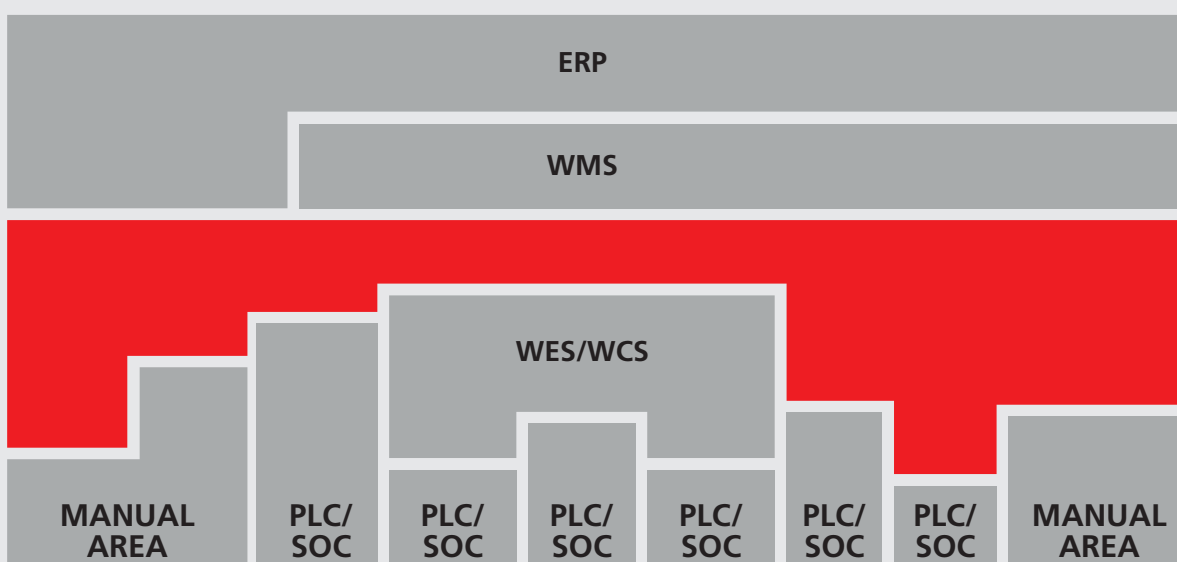 ERP
WMS
WES/WCS
MANUAL
AREA
PLC/
SOC
PLC/
SOC
PLC/
SOC
PLC/
SOC
PLC/
SOC
PLC/
SOC
MANUAL
AREA